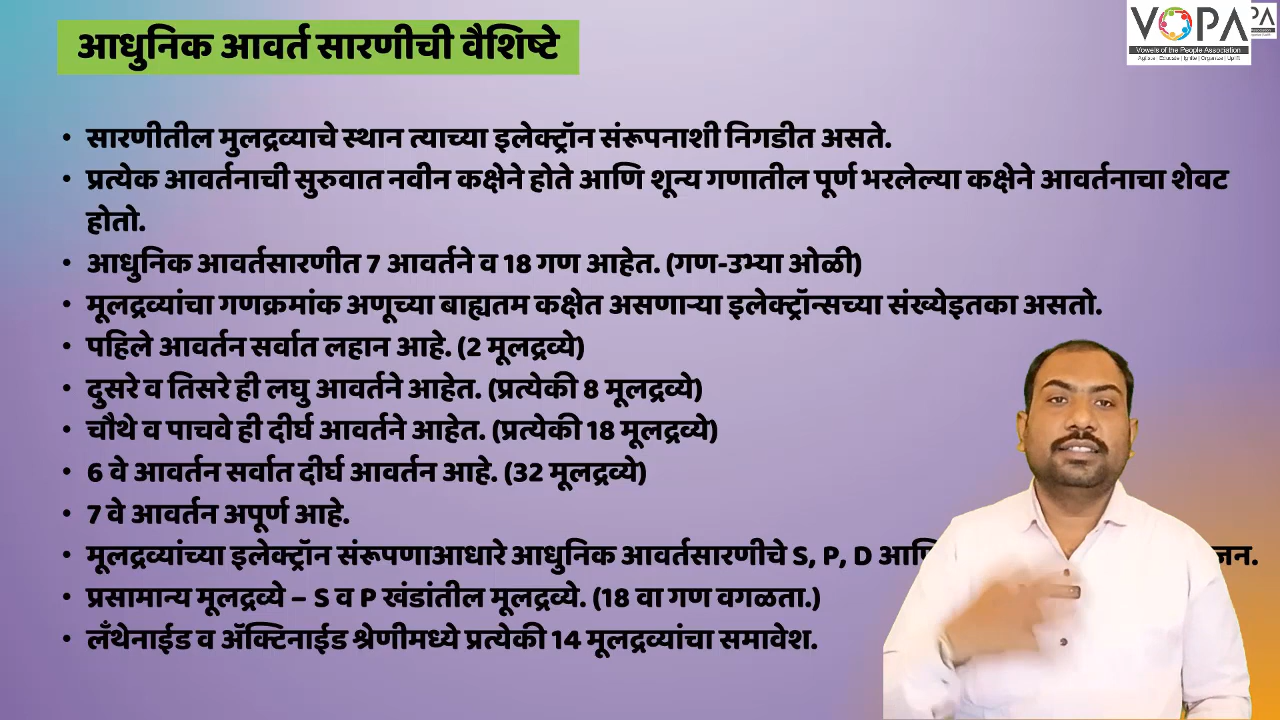 आधुनिक आवर्त सारणीची वैशिष्टे
VOPA
PA
Vowels of the People Association
• सारणीतील मुलद्रव्याचे स्थान त्याच्या इलेक्ट्रॉन संरूपनाशी निगडीत असते.
• प्रत्येक आवर्तनाची सुरुवात नवीन कक्षेने होते आणि शून्य गणातील पूर्ण भरलेल्या कक्षेने आवर्तनाचा शेवट
होतो.
• आधुनिक आवर्तसारणीत 7 आवर्तने व 18 गण आहेत. (गण-उभ्या ओळी)
• मूलद्रव्यांचा गणक्रमांक अणूच्या बाह्यतम कक्षेत असणाऱ्या इलेक्ट्रॉन्सच्या संख्येइतका असतो.
• पहिले आवर्तन सर्वात लहान आहे. (2 मूलद्रव्ये)
• दुसरे व तिसरे ही लघु आवर्तने आहेत. (प्रत्येकी 8 मूलद्रव्ये)
• चौथे व पाचवे ही दीर्घ आवर्तने आहेत. (प्रत्येकी 18 मूलद्रव्ये)
• 6 वे आवर्तन सर्वात दीर्घ आवर्तन आहे. (32 मूलद्रव्ये)
• 7 वे आवर्तन अपूर्ण आहे.
• मूलद्रव्यांच्या इलेक्ट्रॉन संरूपणाआधारे आधुनिक आवर्तसारणीचे S, P, D
• प्रसामान्य मूलद्रव्ये – S व P खंडांतील मूलद्रव्ये. (18 वा गण वगळता.)
• लँथेनाईड व ॲक्टिनाईड श्रेणीमध्ये प्रत्येकी 14 मूलद्रव्यांचा समावेश.